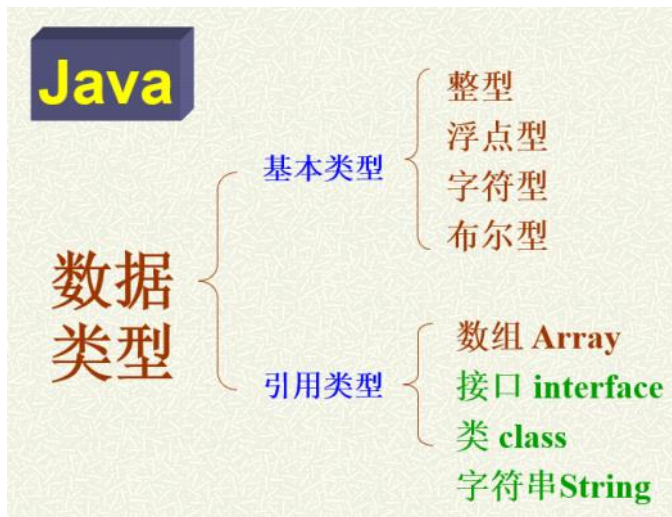 Java
数据
类型
基本类型
整型
浮点型
字符型
布尔型
引用类型
数组 Array
接口 interface
类 class
字符串String